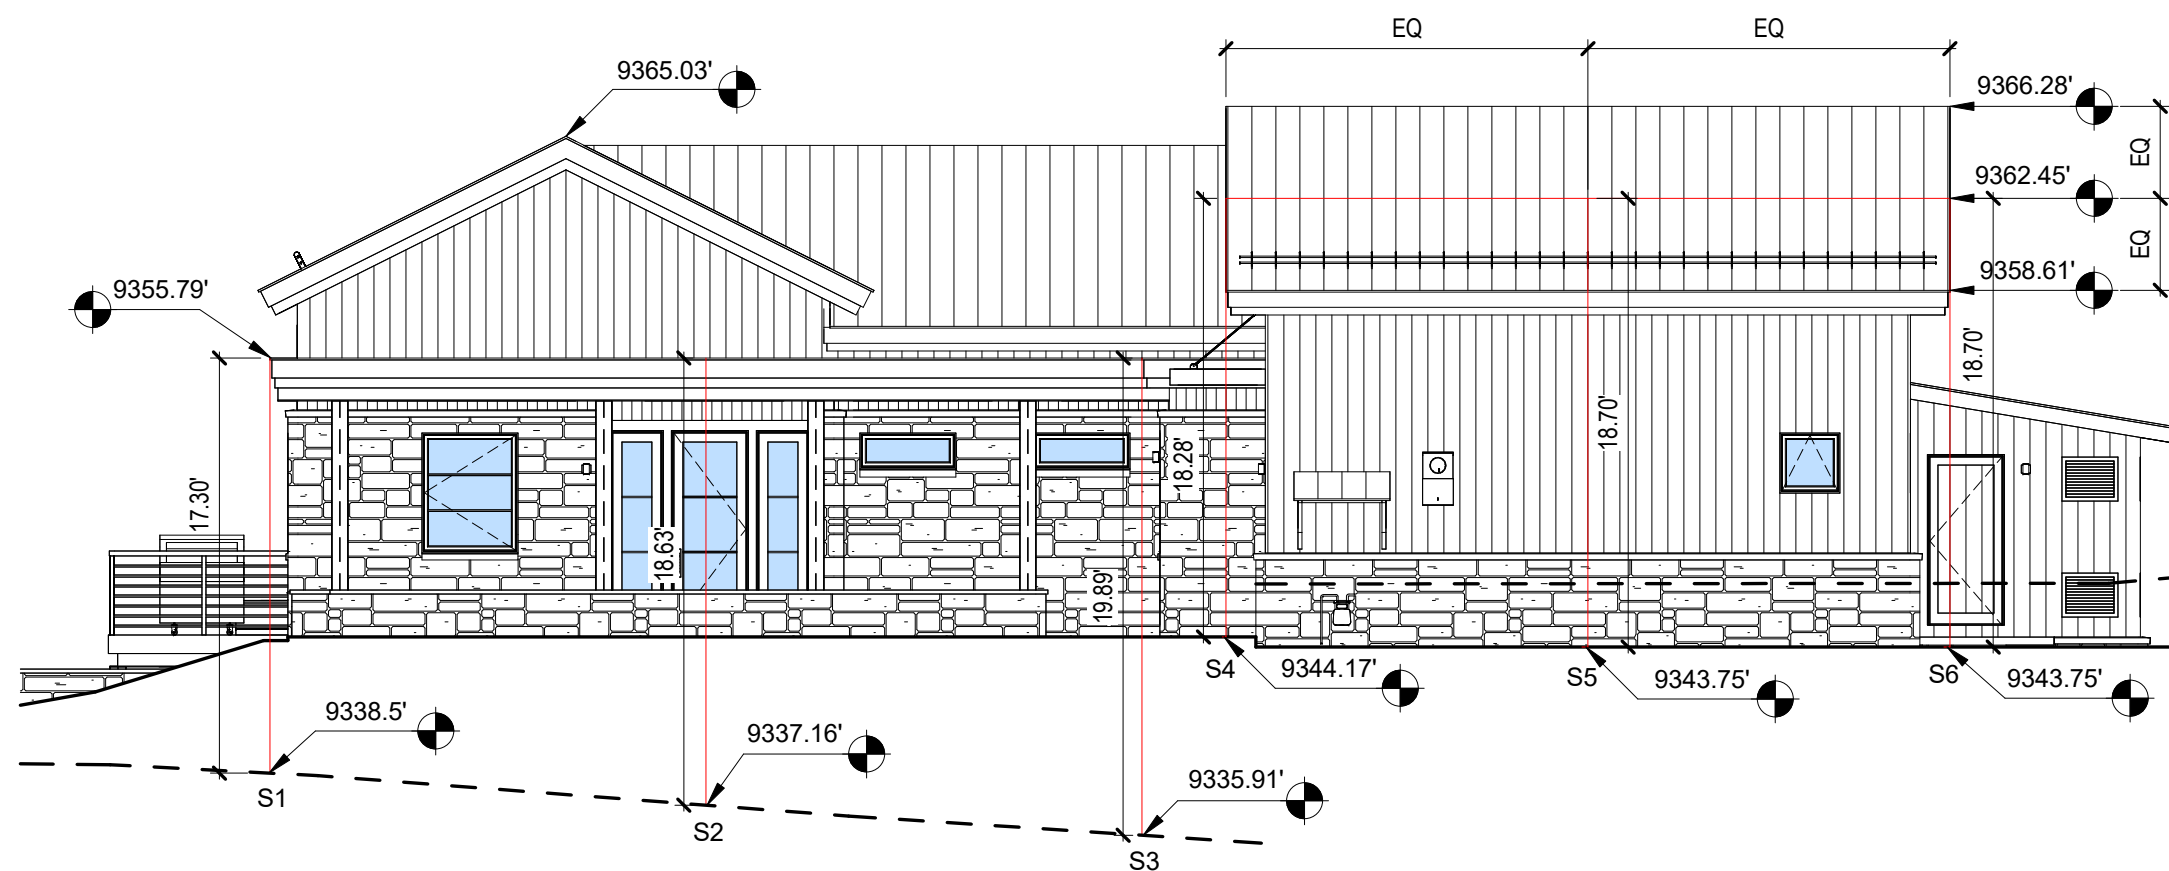 EQ
EQ
9365.03'
9366.28'
EQ
9362.45'
EQ
9355.79'
9358.61'
18.70'
18.70'
18.28'
17.30'
18.63'
19.89'
S4
9344.17'
S5
9343.75'
S6
9343.75'
9338.5'
9337.16'
9335.91'
S1
S2
S3